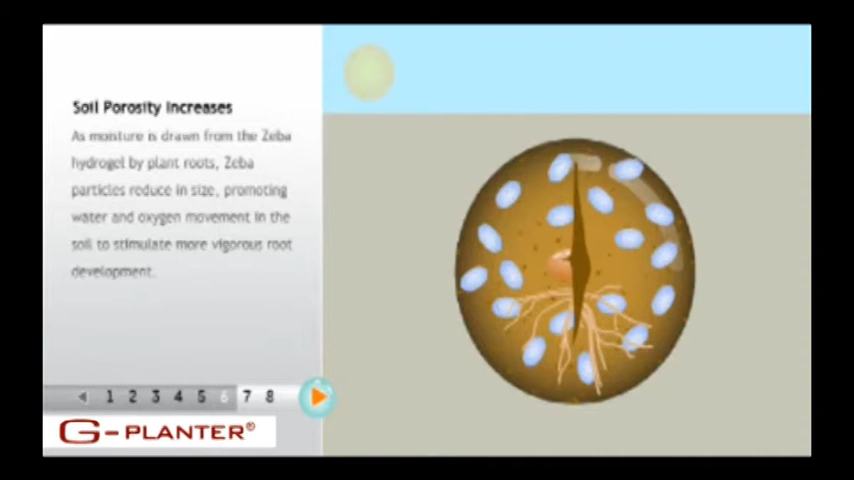 Soil Porosity Increases
As moisture is drawn from the Zeba
hydrogel by plant roots, Zeba
particles reduce in size, promoting
water and oxygen movement in the
soil to stimulate more vigorous root
development.
1 2 3 4 5 6 7 8
G-PLANTER®